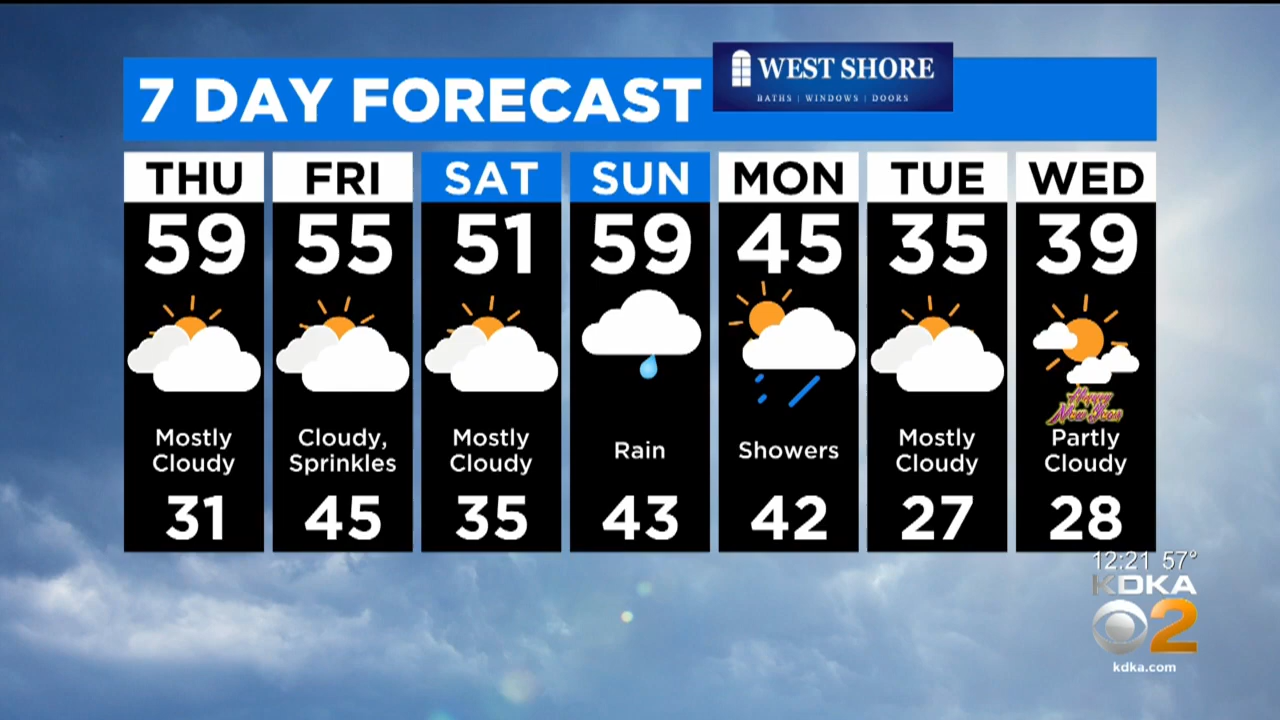 7 DAY FORECAST
WEST SHORE
BATHS | WINDOWS | DOORS
THU FRI SAT SUN MON TUE WED
59 55 51 59 45 35 39
Happy
New Year
Mostly Cloudy, Mostly Rain Showers Mostly Partly
Cloudy Sprinkles Cloudy Cloudy Cloudy
31 45 35 43 42 27 28
12:21 57°
KDKA
2
kdka.com